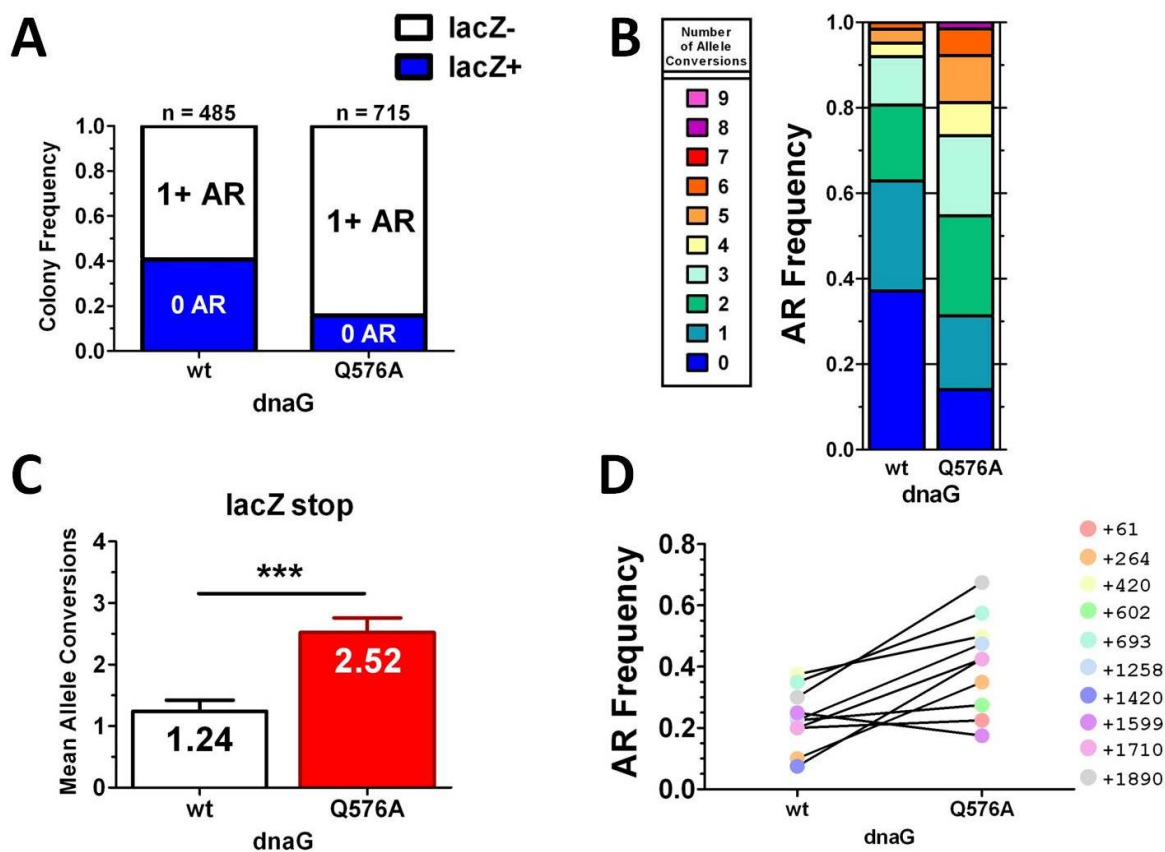 A
lacZ-
lacZ+
n = 485
n = 715
1.0
0.8
0.6
0.4
0.2
0.0
Colony Frequency
1+ AR
1+ AR
0 AR
0 AR
wt
Q576A
dnaG
B
Number
of Allele
Conversions
9
8
7
6
5
4
3
2
1
0
AR Frequency
1.0
0.8
0.6
0.4
0.2
0.0
wt
Q576A
dnaG
C
lacZ stop
Mean Allele Conversions
4
3
2
1
0
***
1.24
2.52
wt
Q576A
dnaG
D
AR Frequency
0.8
0.6
0.4
0.2
0.0
wt
Q576A
dnaG
+61
+264
+420
+602
+693
+1258
+1420
+1599
+1710
+1890